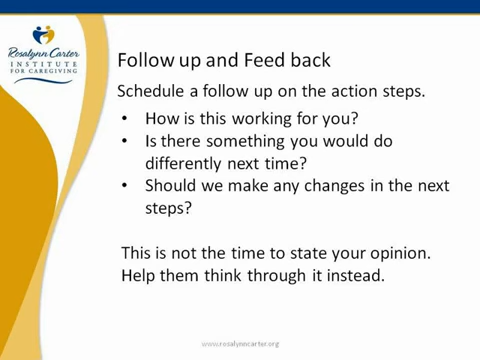 Rosalynn Carter
INSTITUTE
FOR CAREGIVING
Follow up and Feed back
Schedule a follow up on the action steps.
• How is this working for you?
• Is there something you would do
differently next time?
• Should we make any changes in the next
steps?
This is not the time to state your opinion.
Help them think through it instead.
www.rosalynncarter.org